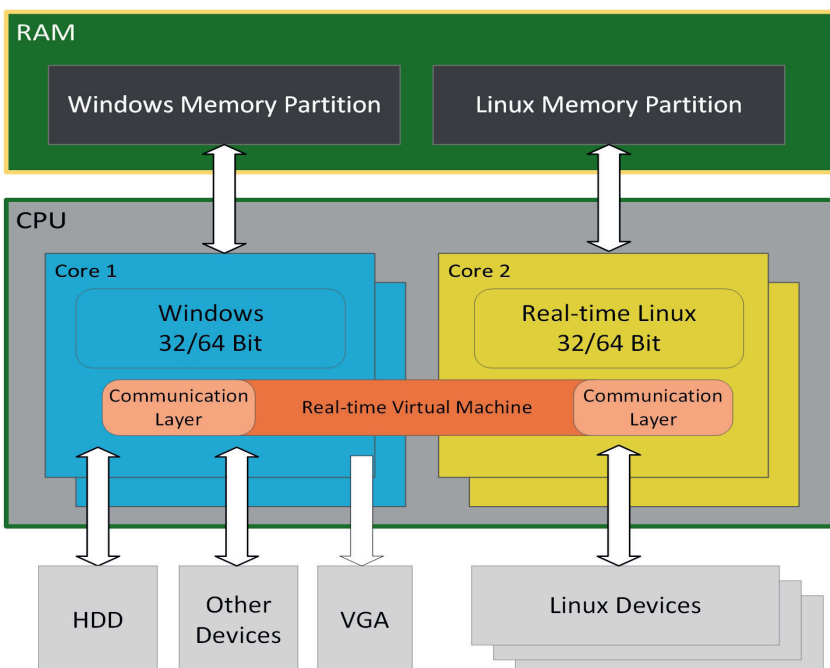 RAM
Windows Memory Partition
Linux Memory Partition
CPU
Core 1
Windows
32/64 Bit
Core 2
Real-time Linux
32/64 Bit
Communication
Layer
Real-time Virtual Machine
Communication
Layer
HDD
Other
Devices
VGA
Linux Devices